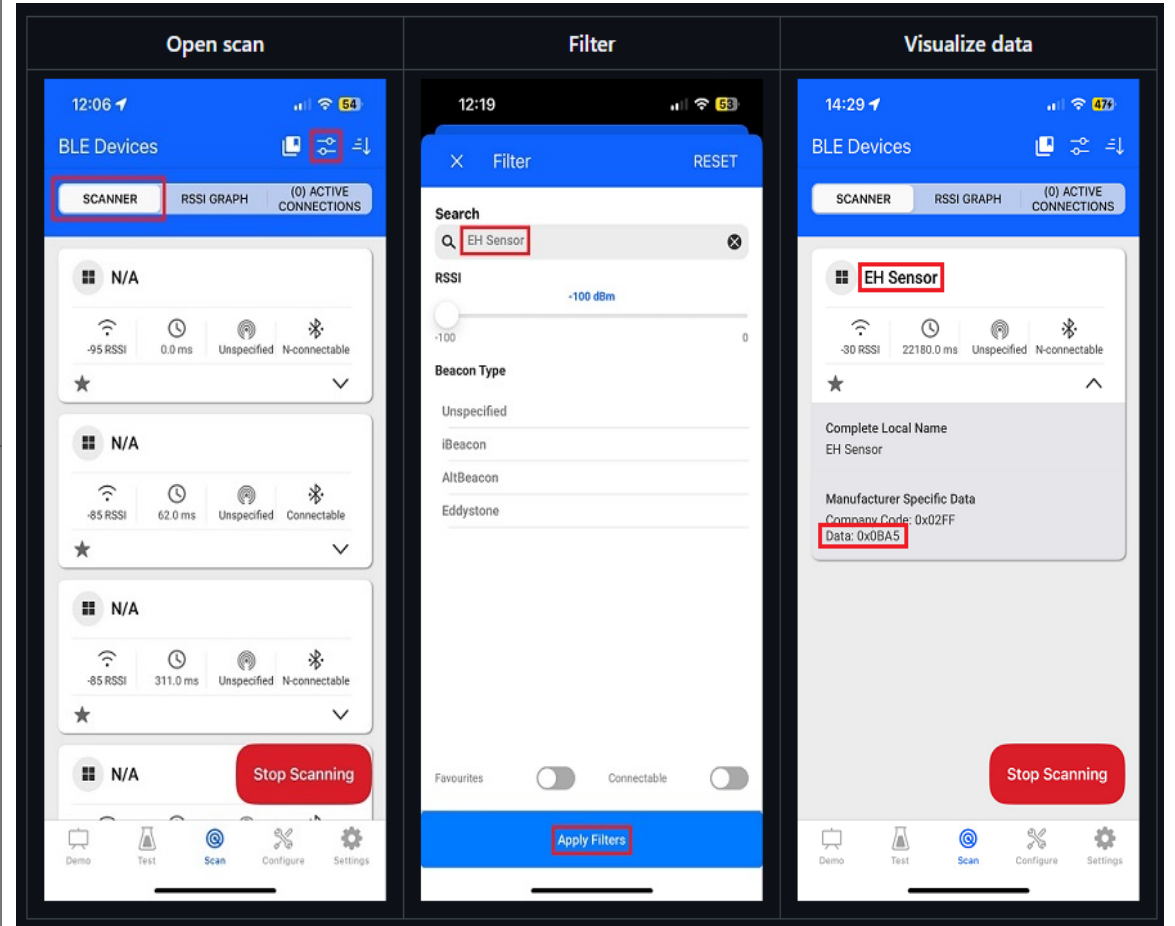 Open scan
Filter
Visualize data
12:06
54
BLE Devices
SCANNER
RSSI GRAPH
(0) ACTIVE
CONNECTIONS
N/A
-95 RSSI
0.0 ms
Unspecified
N-connectable
N/A
-85 RSSI
62.0 ms
Unspecified
Connectable
N/A
-85 RSSI
311.0 ms
Unspecified
N-connectable
N/A
Stop Scanning
Demo
Test
Scan
Configure
Settings
12:19
53
Filter
RESET
Search
EH Sensor
RSSI
-100 dBm
-100
0
Beacon Type
Unspecified
iBeacon
AltBeacon
Eddystone
Favourites
Connectable
Apply Filters
14:29
47
BLE Devices
SCANNER
RSSI GRAPH
(0) ACTIVE
CONNECTIONS
EH Sensor
-30 RSSI
22180.0 ms
Unspecified
N-connectable
Complete Local Name
EH Sensor
Manufacturer Specific Data
Company Code: 0x02FF
Data: 0x0BA5
Stop Scanning
Demo
Test
Scan
Configure
Settings